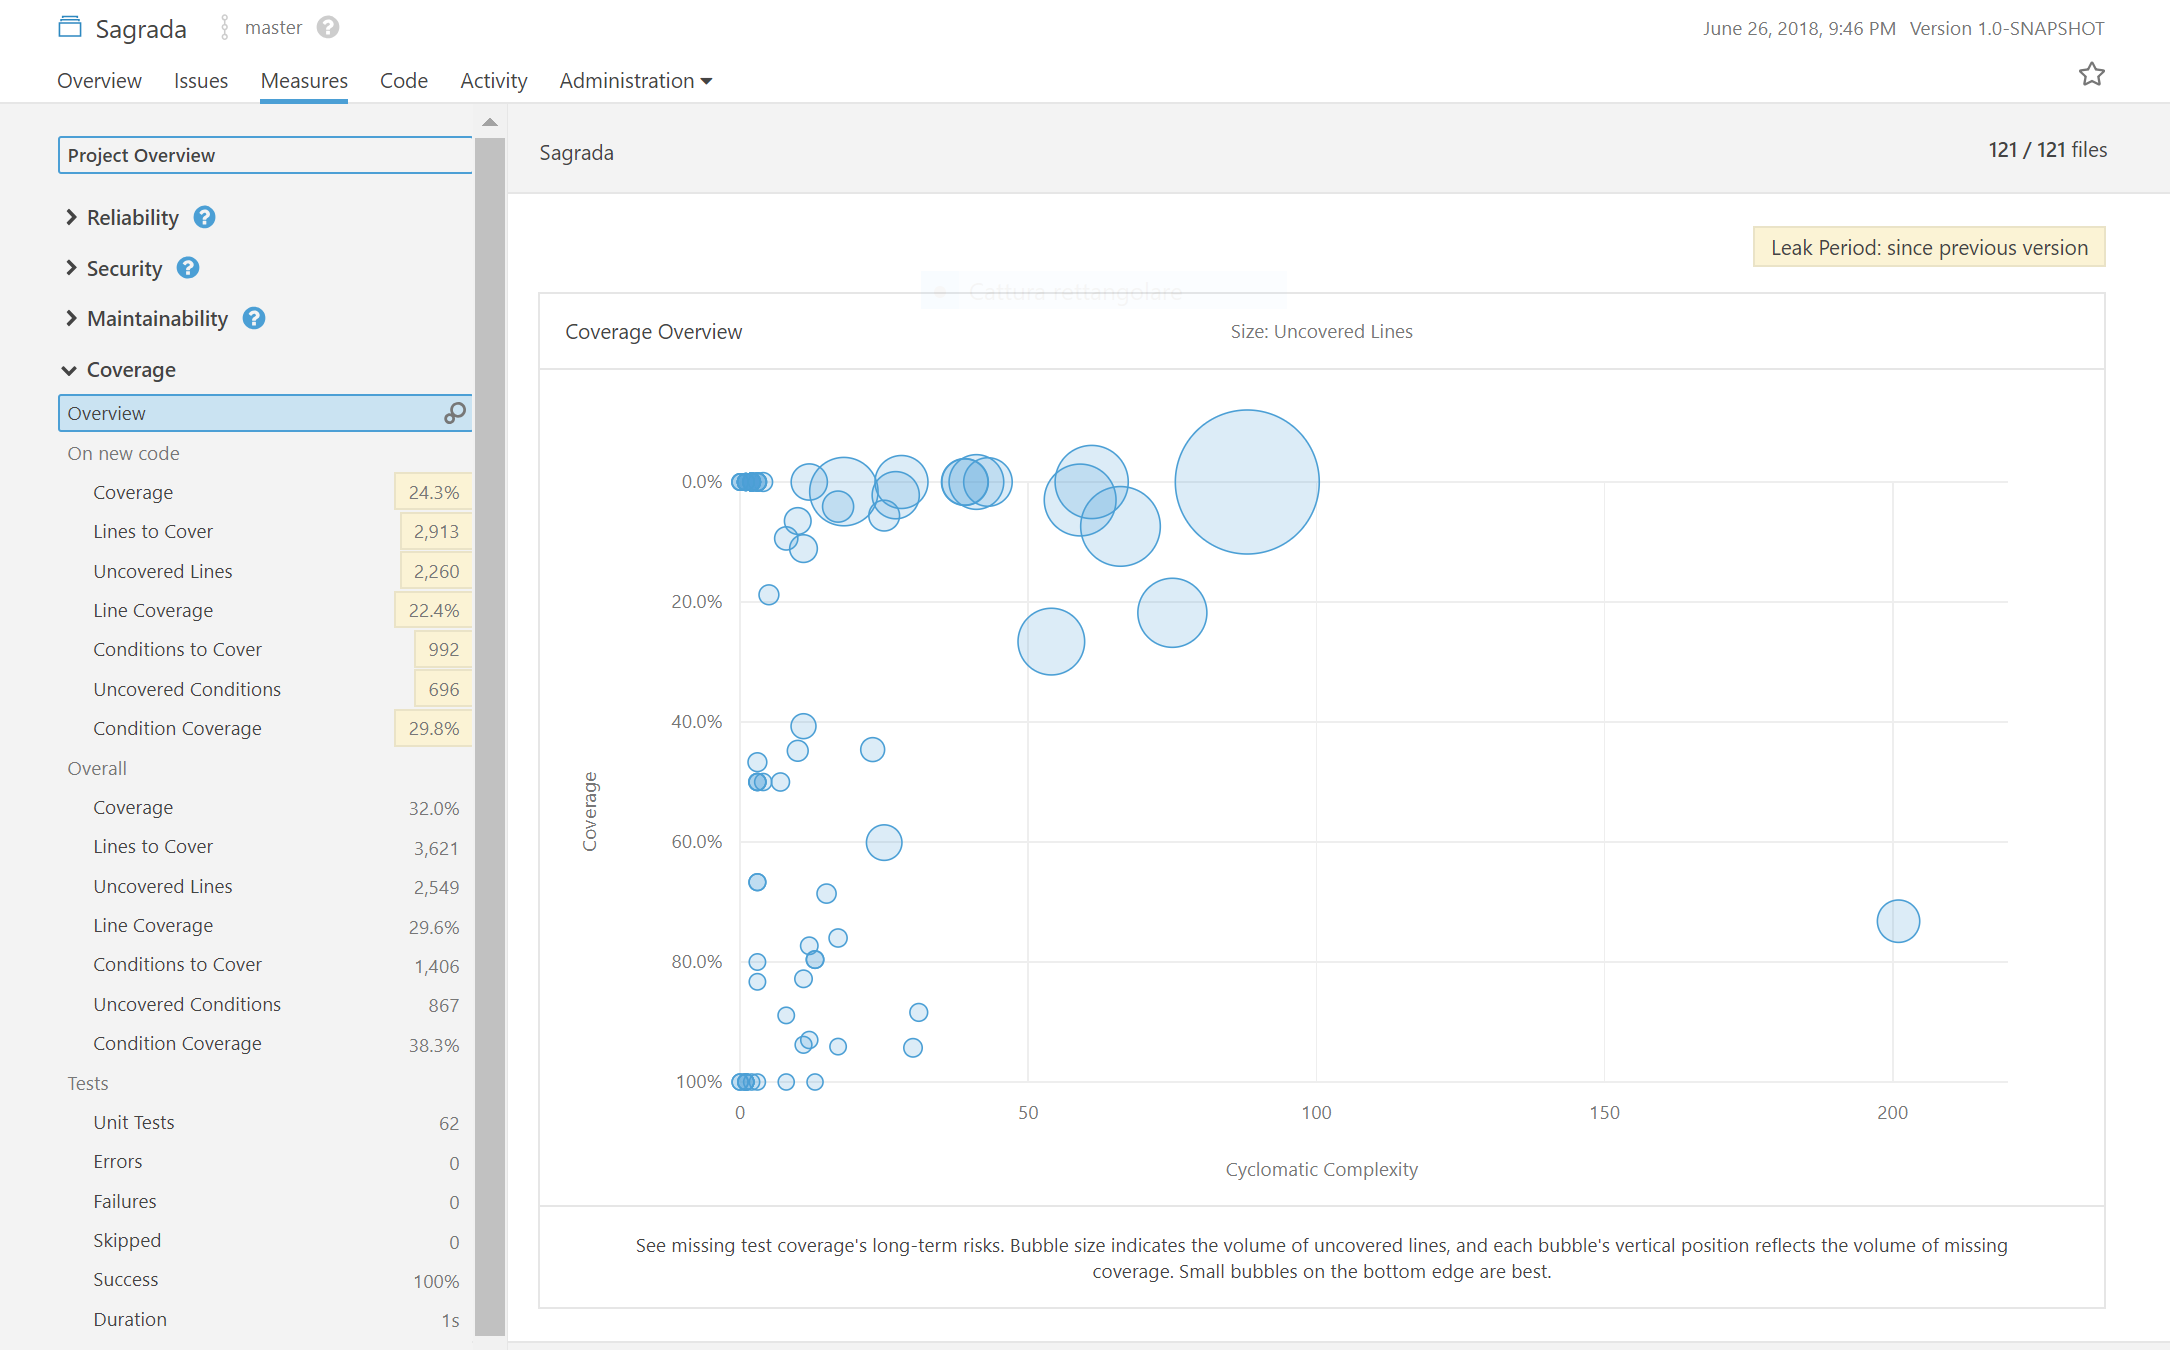 Sagrada master ?
June 26, 2018, 9:46 PM Version 1.0-SNAPSHOT
Overview Issues Measures Code Activity Administration
Project Overview
Reliability ?
Security ?
Maintainability ?
Coverage
Overview
On new code
Coverage 24.3%
Lines to Cover 2,913
Uncovered Lines 2,260
Line Coverage 22.4%
Conditions to Cover 992
Uncovered Conditions 696
Condition Coverage 29.8%
Overall
Coverage 32.0%
Lines to Cover 3,621
Uncovered Lines 2,549
Line Coverage 29.6%
Conditions to Cover 1,406
Uncovered Conditions 867
Condition Coverage 38.3%
Tests
Unit Tests 62
Errors 0
Failures 0
Skipped 0
Success 100%
Duration 1s
Sagrada
121 / 121 files
Leak Period: since previous version
Cattura rettangolare
Coverage Overview
Size: Uncovered Lines
0.0%
20.0%
40.0%
60.0%
80.0%
100%
Coverage
0 50 100 150 200
Cyclomatic Complexity
See missing test coverage's long-term risks. Bubble size indicates the volume of uncovered lines, and each bubble's vertical position reflects the volume of missing
coverage. Small bubbles on the bottom edge are best.